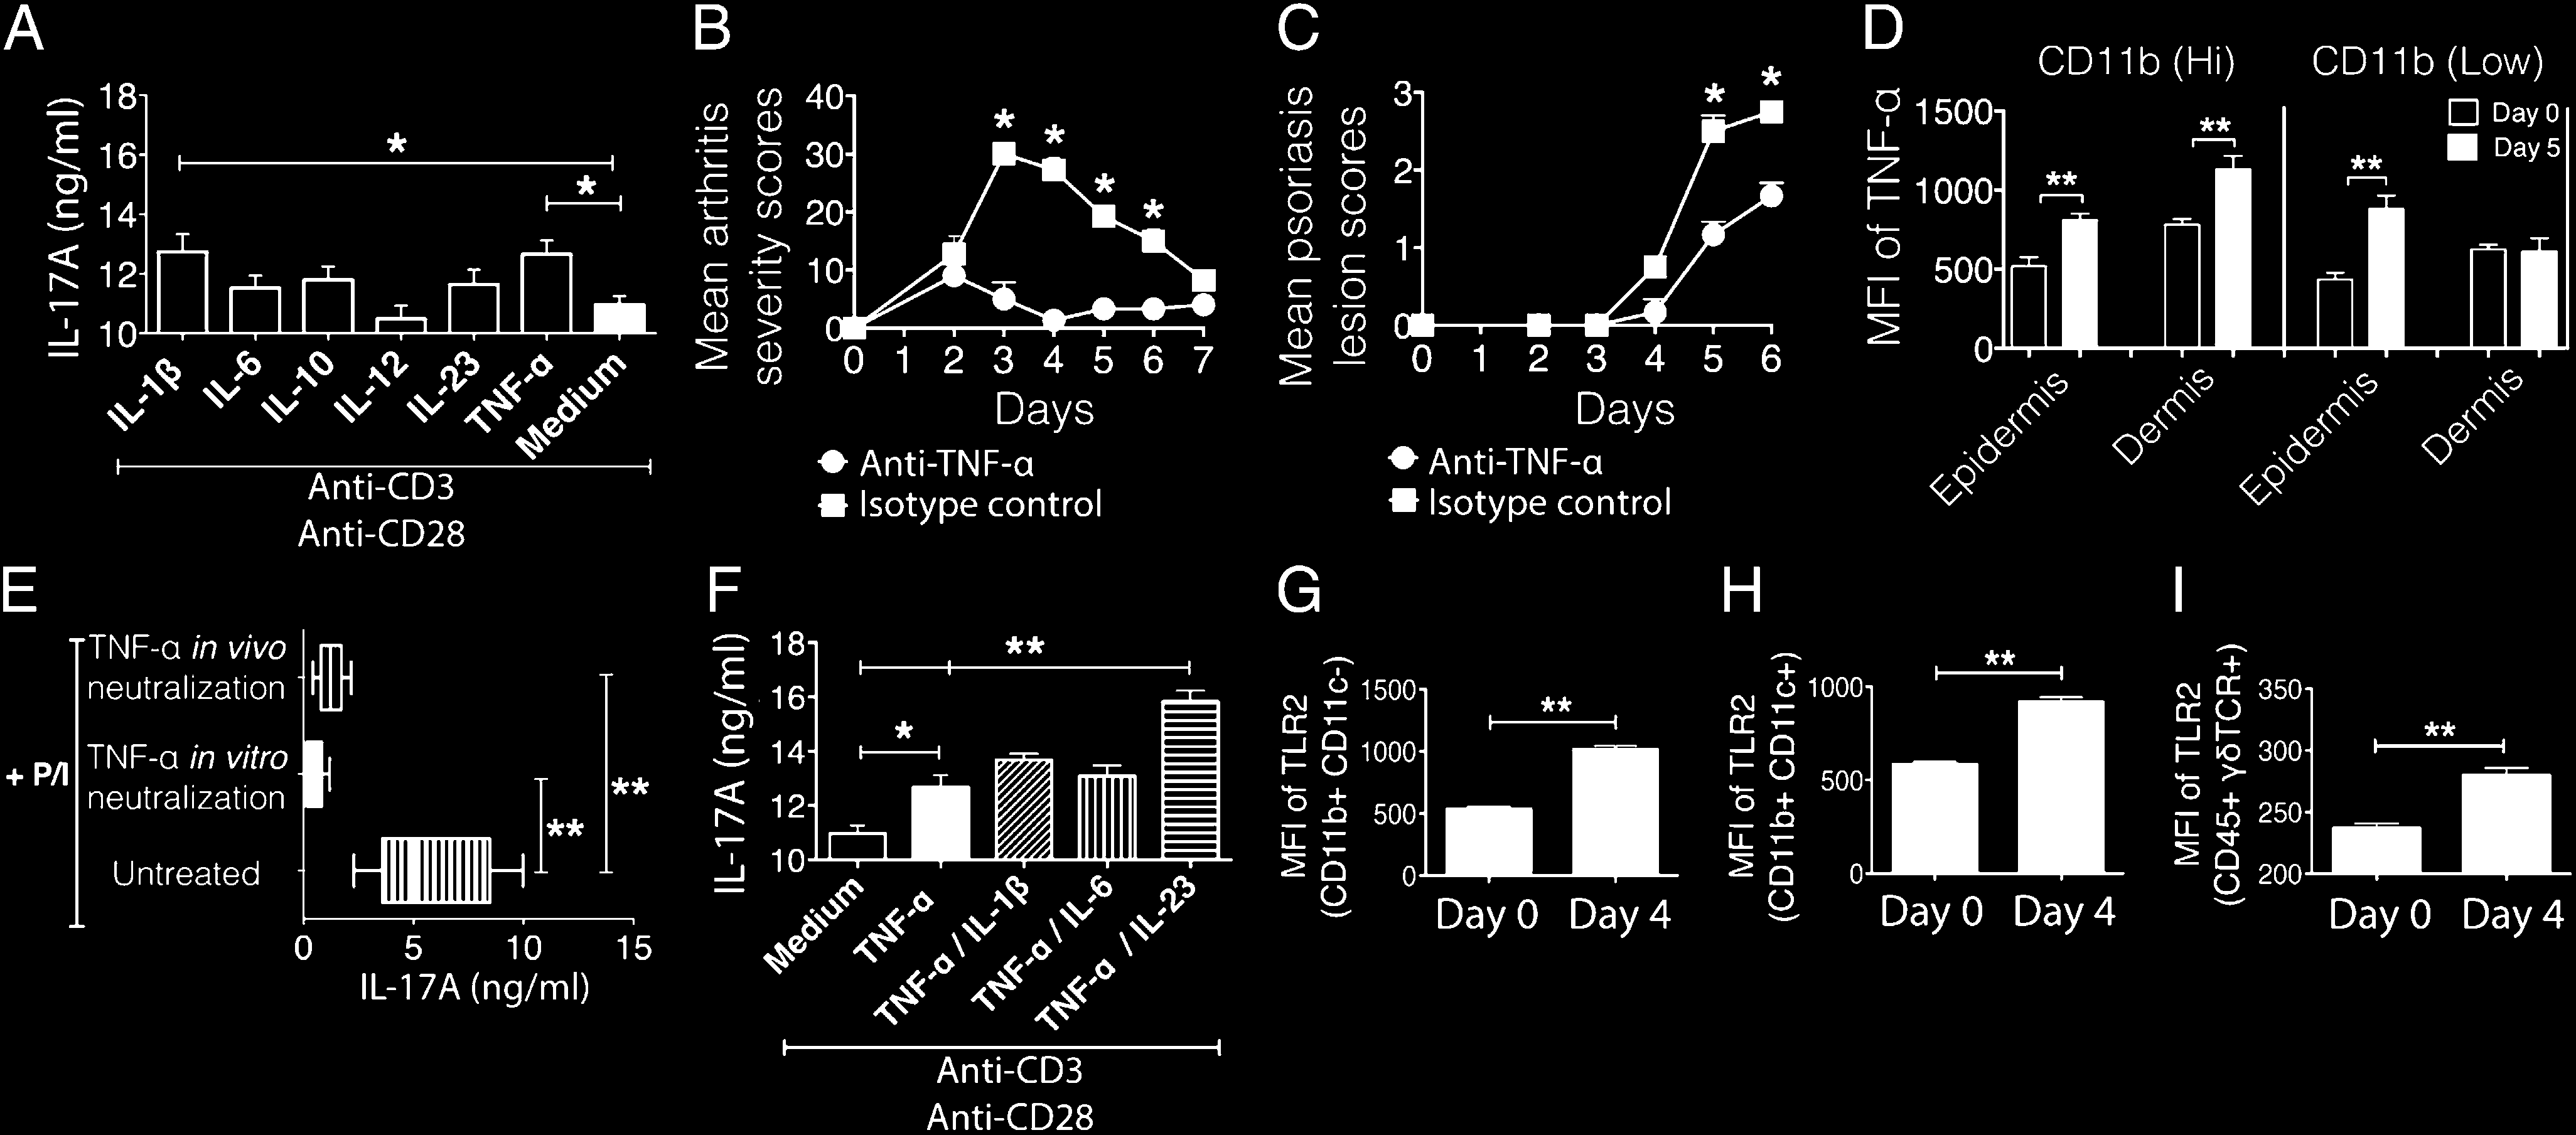 A
IL-17A (ng/ml)
18
16
14
12
10
*
*
IL-1β
IL-6
IL-10
IL-12
IL-23
TNF-α
Medium
Anti-CD3
Anti-CD28
B
Mean arthritis
severity scores
40
30
20
10
0
* * * *
0 1 2 3 4 5 6 7
Days
Anti-TNF-α
Isotype control
C
Mean psoriasis
lesion scores
3
2
1
0
* *
0 1 2 3 4 5 6
Days
Anti-TNF-α
Isotype control
D
CD11b (Hi) CD11b (Low)
MFI of TNF-α
1500
1000
500
0
Day 0
Day 5
** ** **
Epidermis
Dermis
Epidermis
Dermis
E
+ P/I
TNF-α in vivo
neutralization
TNF-α in vitro
neutralization
Untreated
**
**
0 5 10 15
IL-17A (ng/ml)
F
IL-17A (ng/ml)
18
16
14
12
10
**
*
Medium
TNF-α
TNF-α / IL-1β
TNF-α / IL-6
TNF-α / IL-23
Anti-CD3
Anti-CD28
G
MFI of TLR2
(CD11b+ CD11c-)
1500
1000
500
0
**
Day 0 Day 4
H
MFI of TLR2
(CD11b+ CD11c+)
1000
500
0
**
Day 0 Day 4
I
MFI of TLR2
(CD45+ γδTCR+)
350
300
250
200
**
Day 0 Day 4